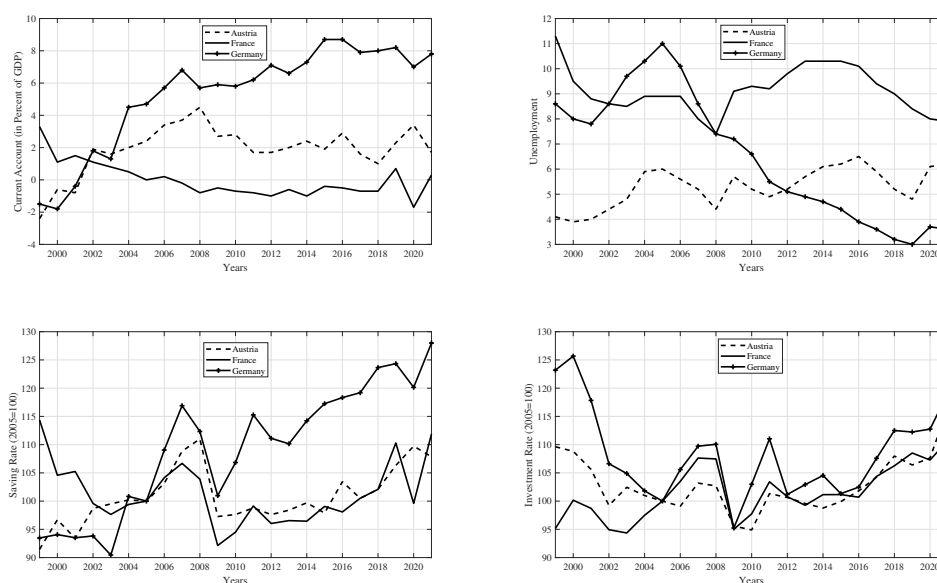 10
8
6
4
2
0
-2
-4
Current Account (in Percent of GDP)
Austria
France
Germany
2000 2002 2004 2006 2008 2010 2012 2014 2016 2018 2020
Years
12
11
10
9
8
7
6
5
4
3
Unemployment
Austria
France
Germany
2000 2002 2004 2006 2008 2010 2012 2014 2016 2018 2020
Years
130
125
120
115
110
105
100
95
90
Saving Rate (2005=100)
Austria
France
Germany
2000 2002 2004 2006 2008 2010 2012 2014 2016 2018 2020
Years
130
125
120
115
110
105
100
95
90
Investment Rate (2005=100)
Austria
France
Germany
2000 2002 2004 2006 2008 2010 2012 2014 2016 2018 2020
Years